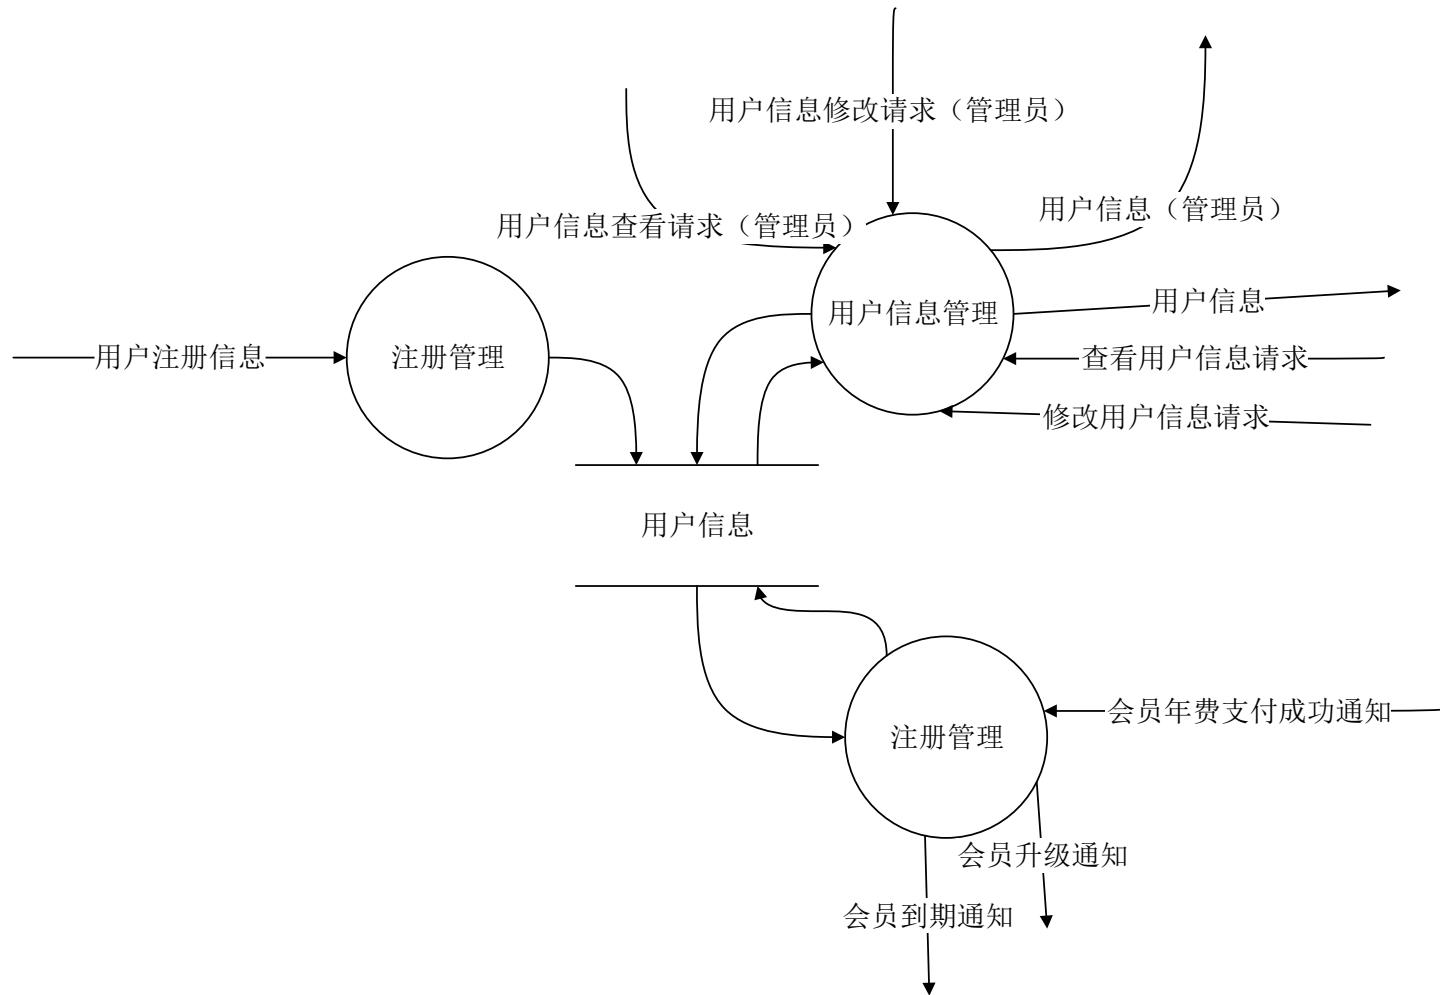 用户信息修改请求（管理员）
用户信息查看请求（管理员）
用户信息（管理员）
用户信息管理
用户信息
用户注册信息
注册管理
查看用户信息请求
修改用户信息请求
用户信息
会员年费支付成功通知
注册管理
会员升级通知
会员到期通知